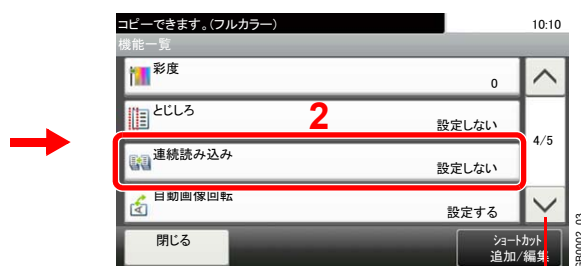 コピーできます。(フルカラー)
10:10
機能一覧
彩度
0
とじしろ
設定しない
2
4/5
連続読み込み
設定しない
自動画像回転
設定する
閉じる
ショートカット
追加/編集